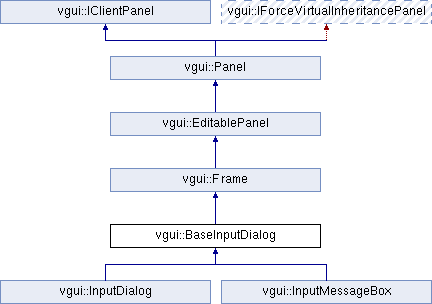 vgui::IClientPanel
vgui::IForceVirtualInheritancePanel
vgui::Panel
vgui::EditablePanel
vgui::Frame
vgui::BaseInputDialog
vgui::InputDialog
vgui::InputMessageBox